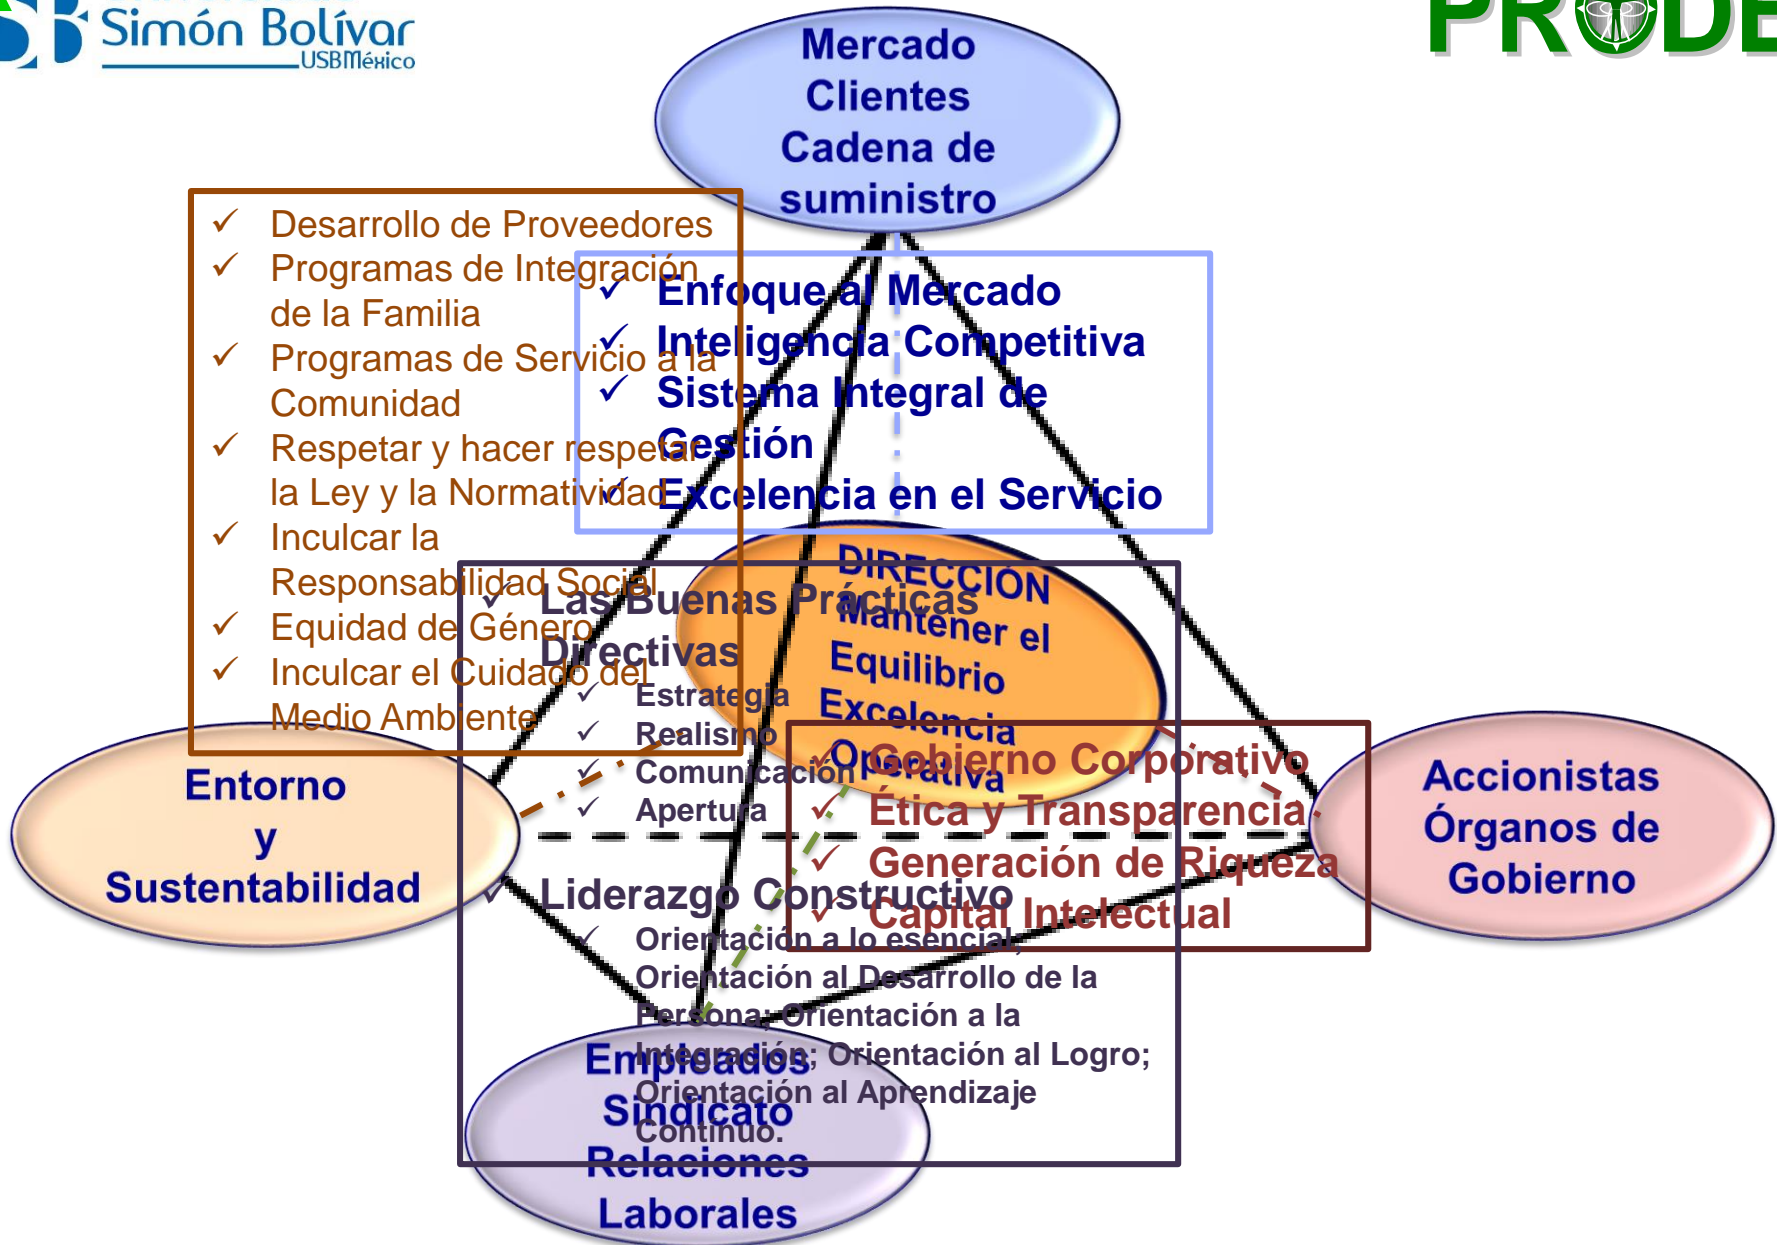 Simón Bolívar
USBMéxico
Mercado
Clientes
Cadena de
suministro
✓ Desarrollo de Proveedores
✓ Programas de Integración
de la Familia
✓ Programas de Servicio a la
Comunidad
✓ Respetar y hacer respetar
la Ley y la Normatividad
✓ Inculcar la
Responsabilidad Social
✓ Equidad de Género
✓ Inculcar el Cuidado del
Medio Ambiente
✓ Enfoque al Mercado
✓ Inteligencia Competitiva
✓ Sistema Integral de
Gestión
✓ Excelencia en el Servicio
DIRECCIÓN
Mantener el
Equilibrio
Excelencia
Operativa
✓ Las Buenas Prácticas
Directivas
✓ Estrategia
✓ Realismo
✓ Comunicación
✓ Apertura
✓ Liderazgo Constructivo
✓ Orientación a lo esencial;
Orientación al Desarrollo de la
Persona; Orientación a la
Integración; Orientación al Logro;
Orientación al Aprendizaje
Continuo.
✓ Gobierno Corporativo
✓ Ética y Transparencia
✓ Generación de Riqueza
✓ Capital Intelectual
Entorno
y
Sustentabilidad
Accionistas
Órganos de
Gobierno
Empleados
Sindicato
Relaciones
Laborales